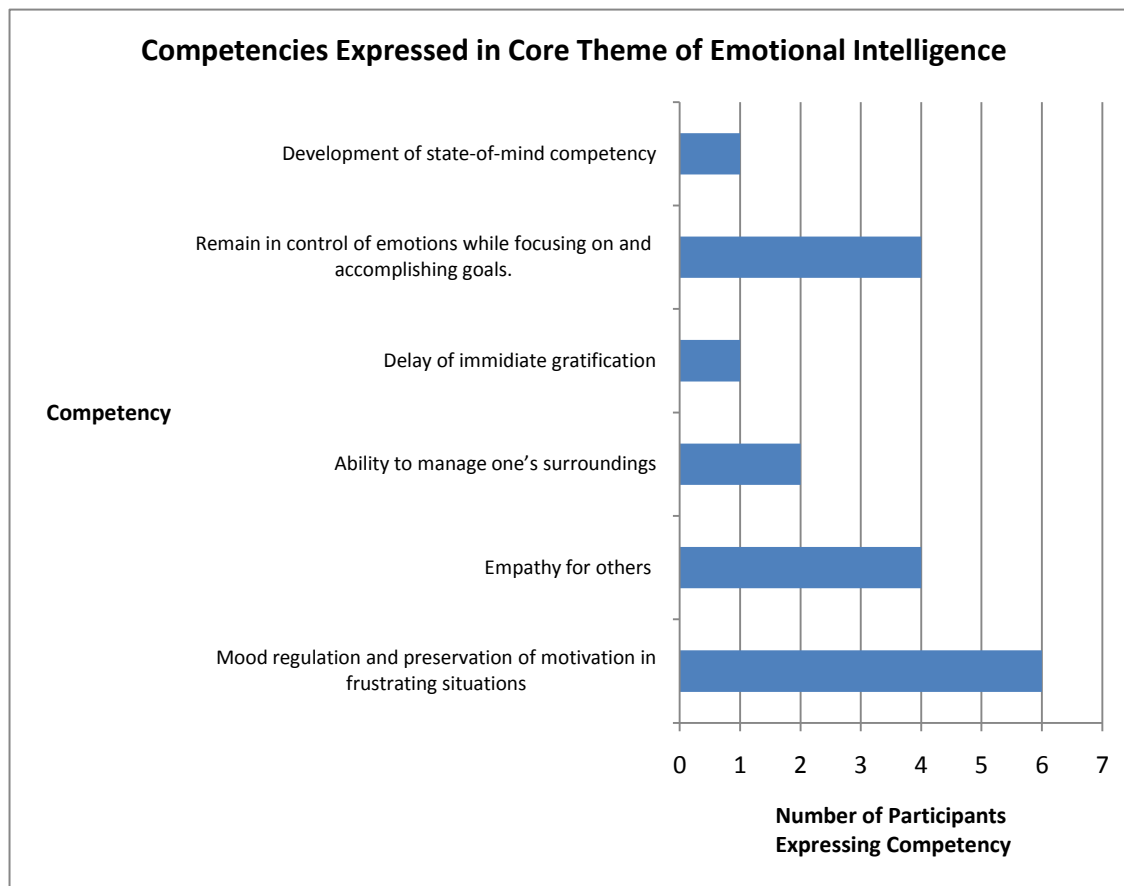 Competencies Expressed in Core Theme of Emotional Intelligence
Development of state-of-mind competency
Remain in control of emotions while focusing on and
accomplishing goals.
Delay of immidiate gratification
Competency
Ability to manage one’s surroundings
Empathy for others
Mood regulation and preservation of motivation in
frustrating situations
0 1 2 3 4 5 6 7
Number of Participants
Expressing Competency